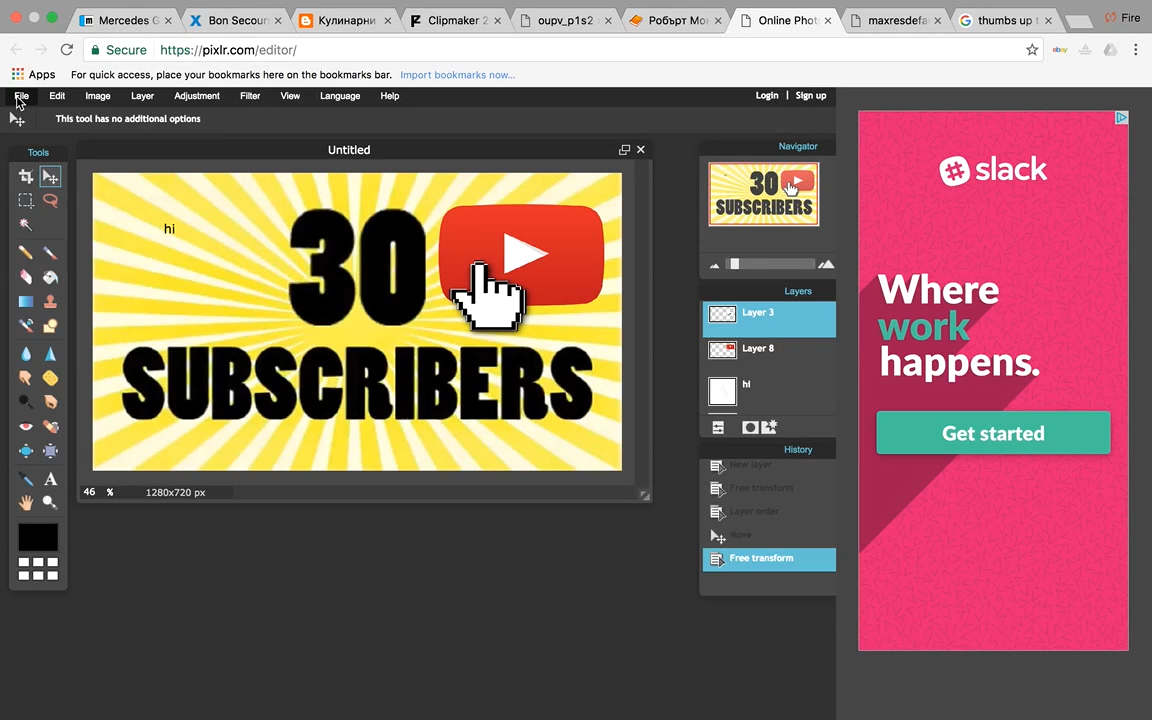 Mercedes G
Bon Secour
Кулинарни
Clipmaker 2
oupv_p1s2
Робърт Мо
Online Phot
maxresdefa
thumbs up t
Fire
Secure
https://pixlr.com/editor/
ebay
Apps
For quick access, place your bookmarks here on the bookmarks bar. Import bookmarks now...
File Edit Image Layer Adjustment Filter View Language Help
Login | Sign up
This tool has no additional options
Tools
Untitled
hi
30
SUBSCRIBERS
46 % 1280x720 px
Navigator
30
SUBSCRIBERS
Layers
Layer 3
Layer 8
hi
History
New layer
Free transform
Layer order
Move
Free transform
slack
Where
work
happens.
Get started